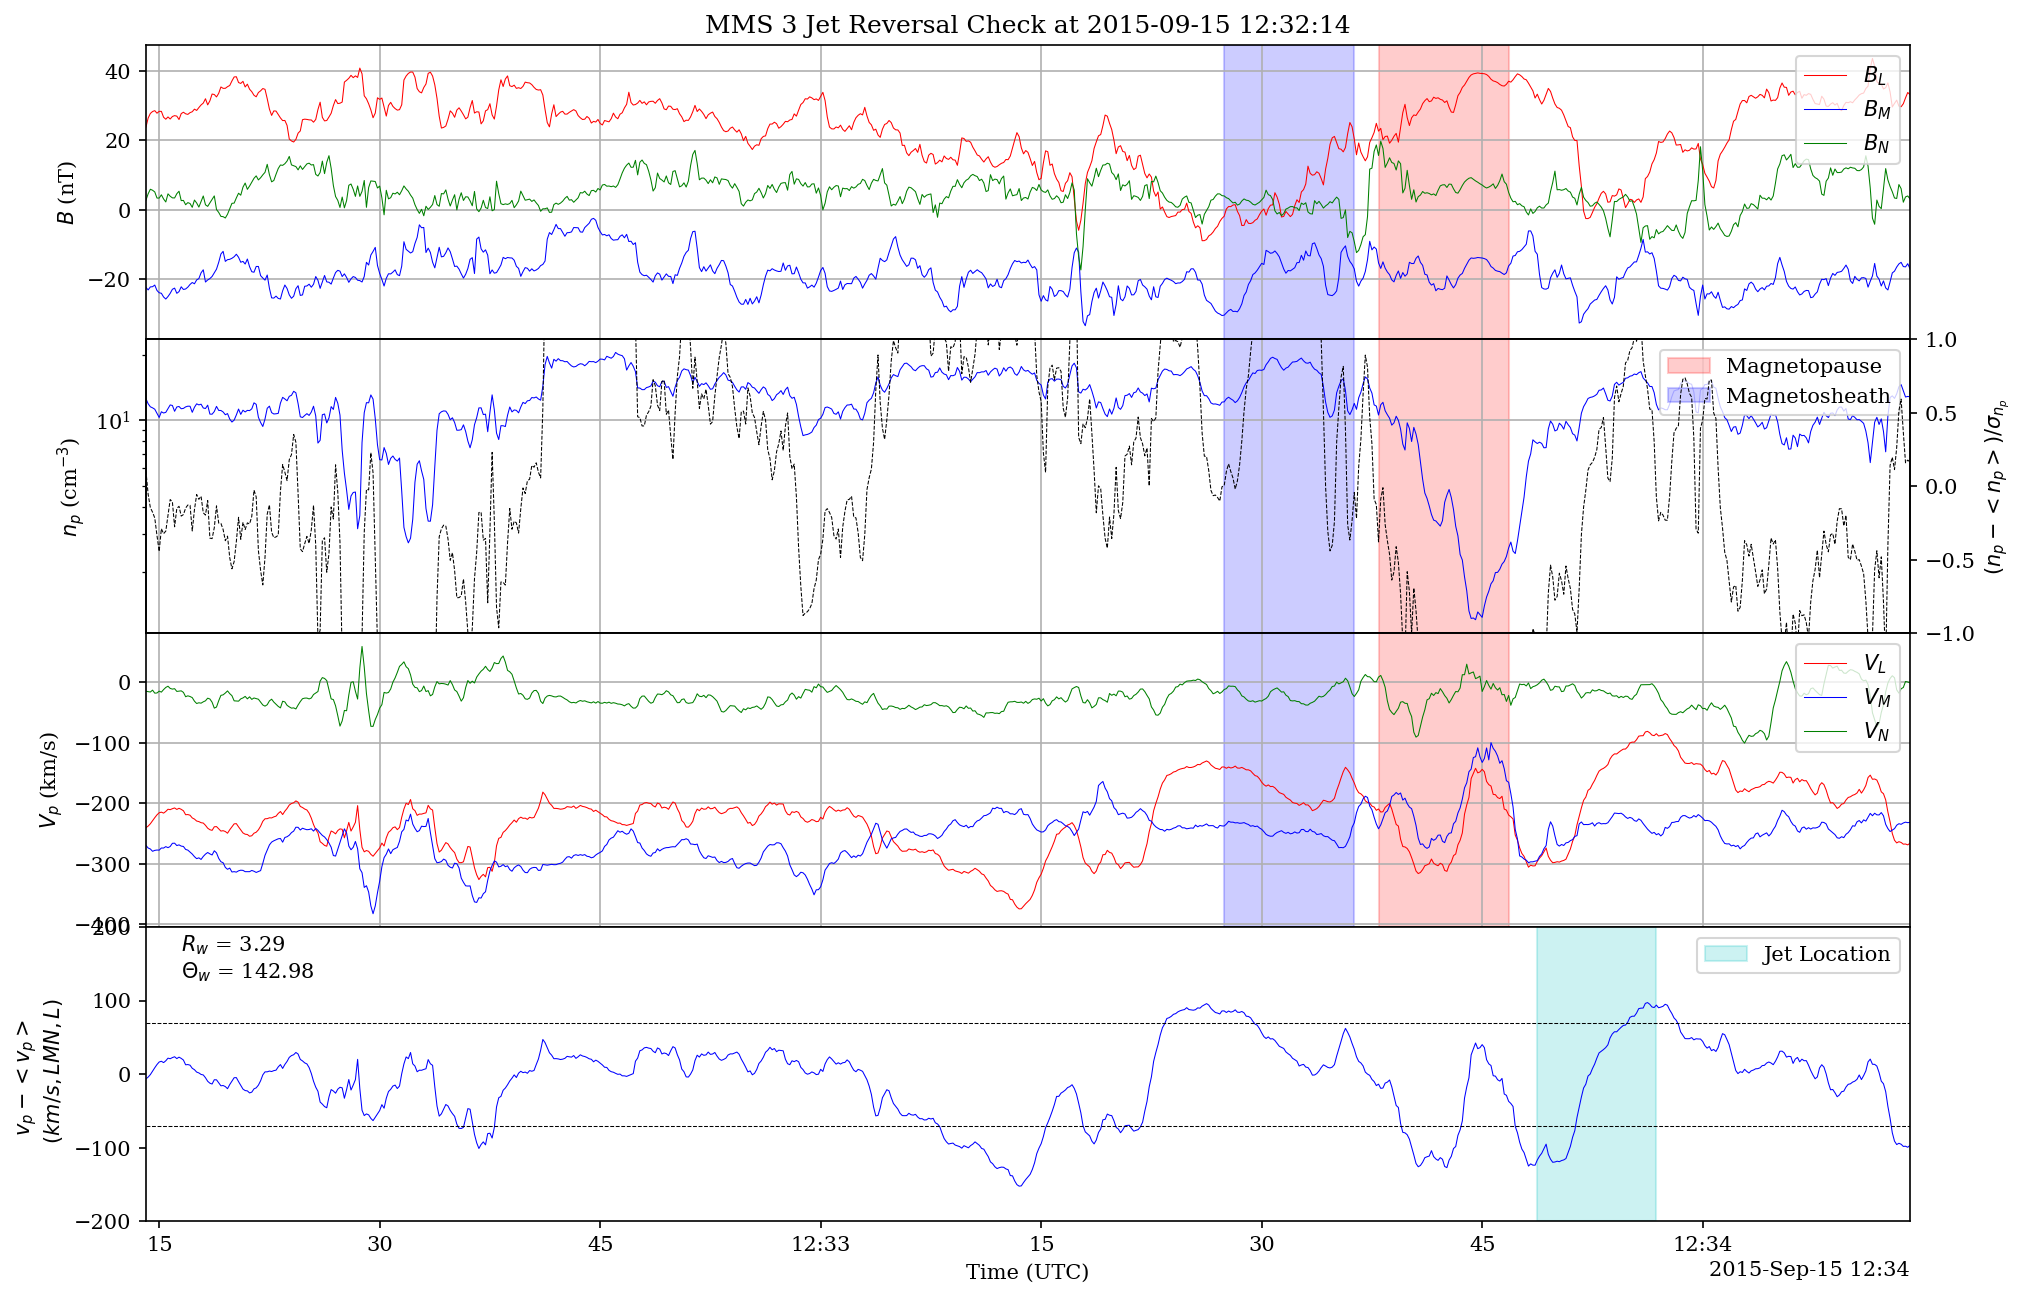 MMS 3 Jet Reversal Check at 2015-09-15 12:32:14
40
20
0
−20
B (nT)
B_L
B_M
B_N
10^1
n_p (cm^−3)
1.0
0.5
0.0
−0.5
−1.0
(n_p − < n_p >)/σ_{n_p}
Magnetopause
Magnetosheath
0
−100
−200
−300
−400
V_p (km/s)
V_L
V_M
V_N
200
100
0
−100
−200
v_p − < v_p >
(km/s, LMN, L)
R_w = 3.29
Θ_w = 142.98
Jet Location
15
30
45
12:33
15
30
45
12:34
Time (UTC)
2015-Sep-15 12:34